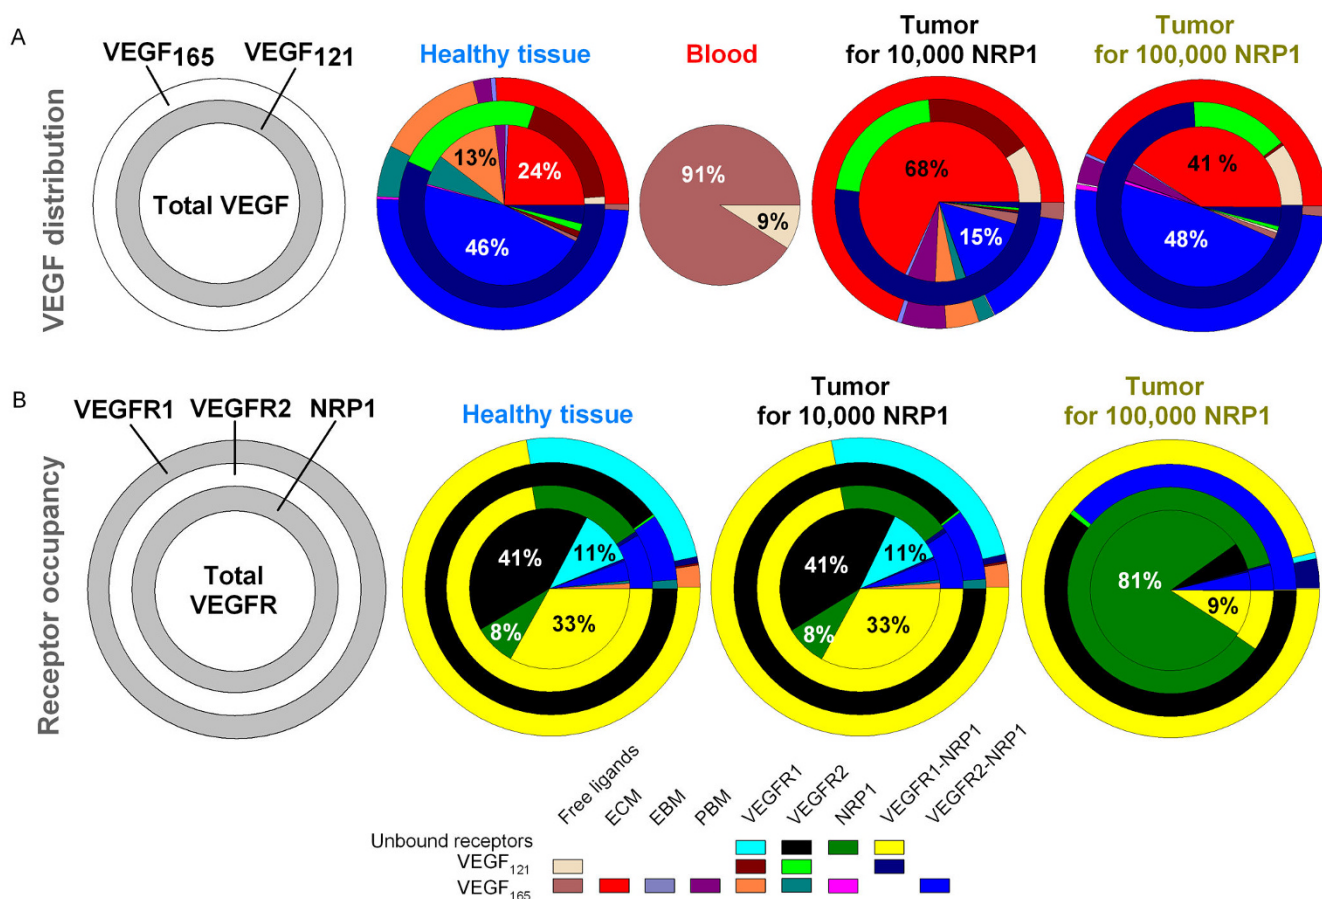 A
VEGF distribution
VEGF165
VEGF121
Total VEGF
Healthy tissue
13%
24%
46%
Blood
91%
9%
Tumor
for 10,000 NRP1
68%
15%
Tumor
for 100,000 NRP1
41 %
48%
B
Receptor occupancy
VEGFR1
VEGFR2
NRP1
Total
VEGFR
Healthy tissue
41%
11%
8%
33%
Tumor
for 10,000 NRP1
41%
11%
8%
33%
Tumor
for 100,000 NRP1
81%
9%
Free ligands
ECM
EBM
PBM
VEGFR1
VEGFR2
NRP1
VEGFR1-NRP1
VEGFR2-NRP1
Unbound receptors
VEGF121
VEGF165